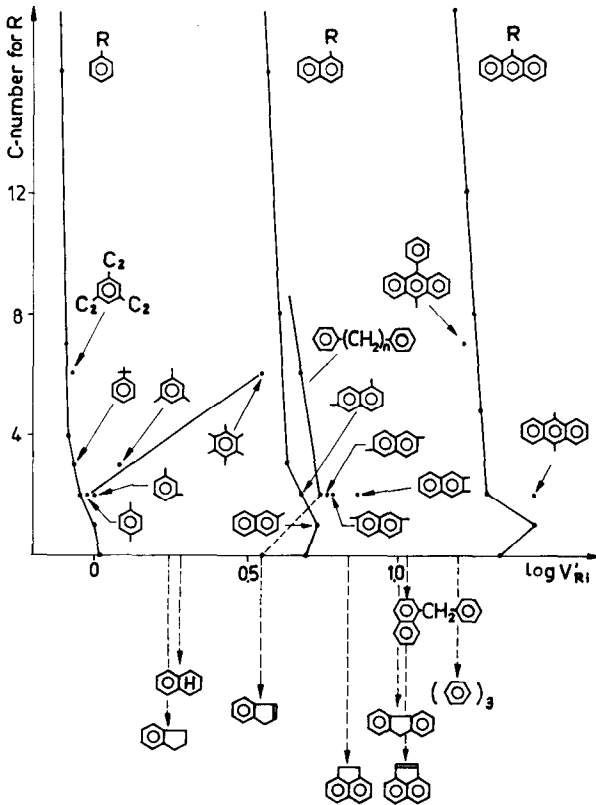 C-number for R
R
R
R
12
8
4
C₂
C₂
C₂
(CH₂)ₙ
0
0,5
1,0
log V'Ri
CH₂
H
( )₃